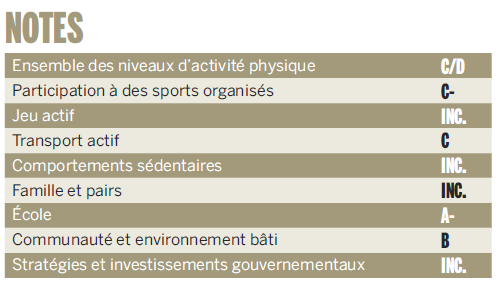 NOTES
Ensemble des niveaux d'activité physique C/D
Participation à des sports organisés C-
Jeu actif INC.
Transport actif C
Comportements sédentaires INC.
Famille et pairs INC.
École A-
Communauté et environnement bâti B
Stratégies et investissements gouvernementaux INC.